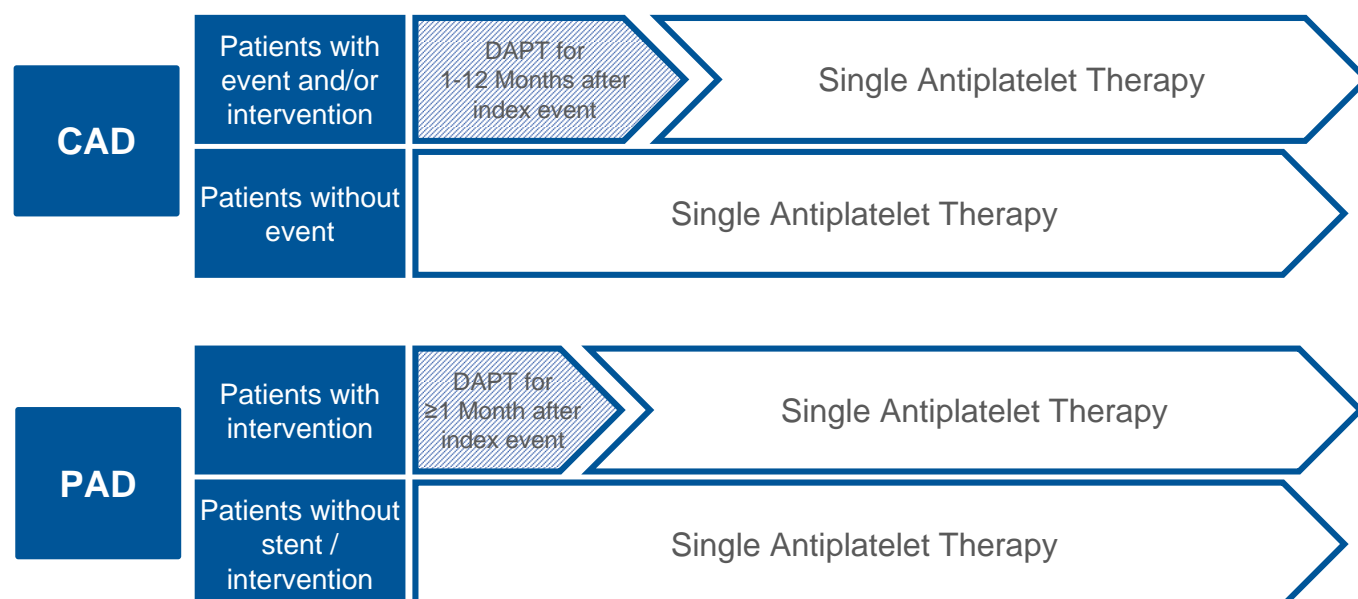 CAD
Patients with
event and/or
intervention
DAPT for
1-12 Months after
index event
Single Antiplatelet Therapy
Patients without
event
Single Antiplatelet Therapy
PAD
Patients with
intervention
DAPT for
≥1 Month after
index event
Single Antiplatelet Therapy
Patients without
stent /
intervention
Single Antiplatelet Therapy